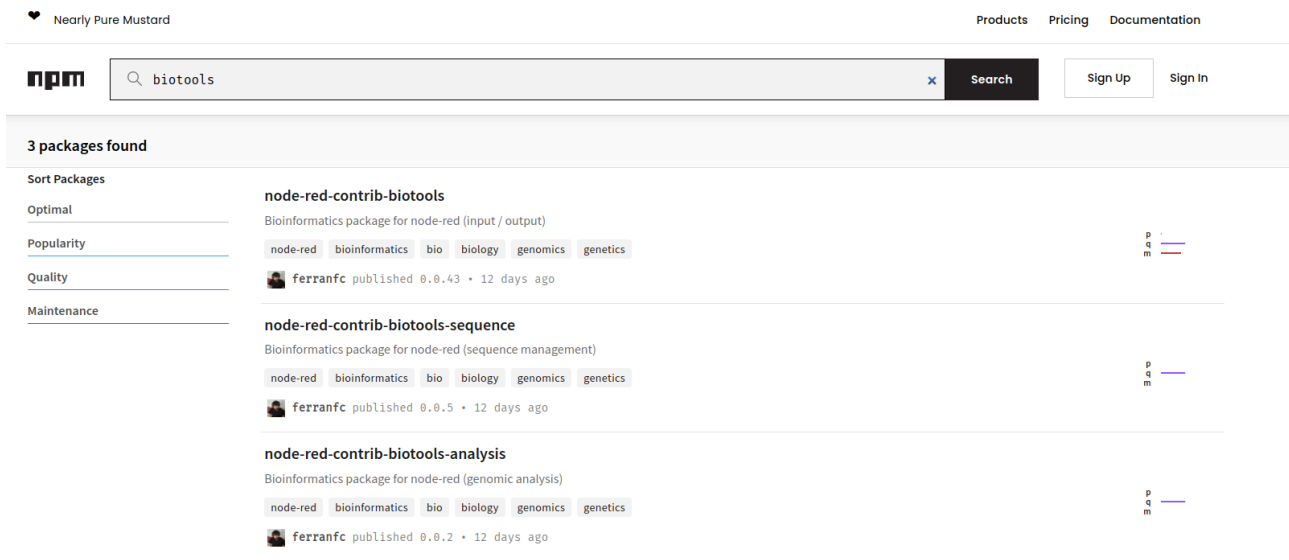 ❤ Nearly Pure Mustard
Products Pricing Documentation
npm
biotools
×
Search
Sign Up
Sign In
3 packages found
Sort Packages
Optimal
Popularity
Quality
Maintenance
node-red-contrib-biotools
Bioinformatics package for node-red (input / output)
node-red bioinformatics bio biology genomics genetics
ferranfc published 0.0.43 • 12 days ago
p
q
m
node-red-contrib-biotools-sequence
Bioinformatics package for node-red (sequence management)
node-red bioinformatics bio biology genomics genetics
ferranfc published 0.0.5 • 12 days ago
p
q
m
node-red-contrib-biotools-analysis
Bioinformatics package for node-red (genomic analysis)
node-red bioinformatics bio biology genomics genetics
ferranfc published 0.0.2 • 12 days ago
p
q
m